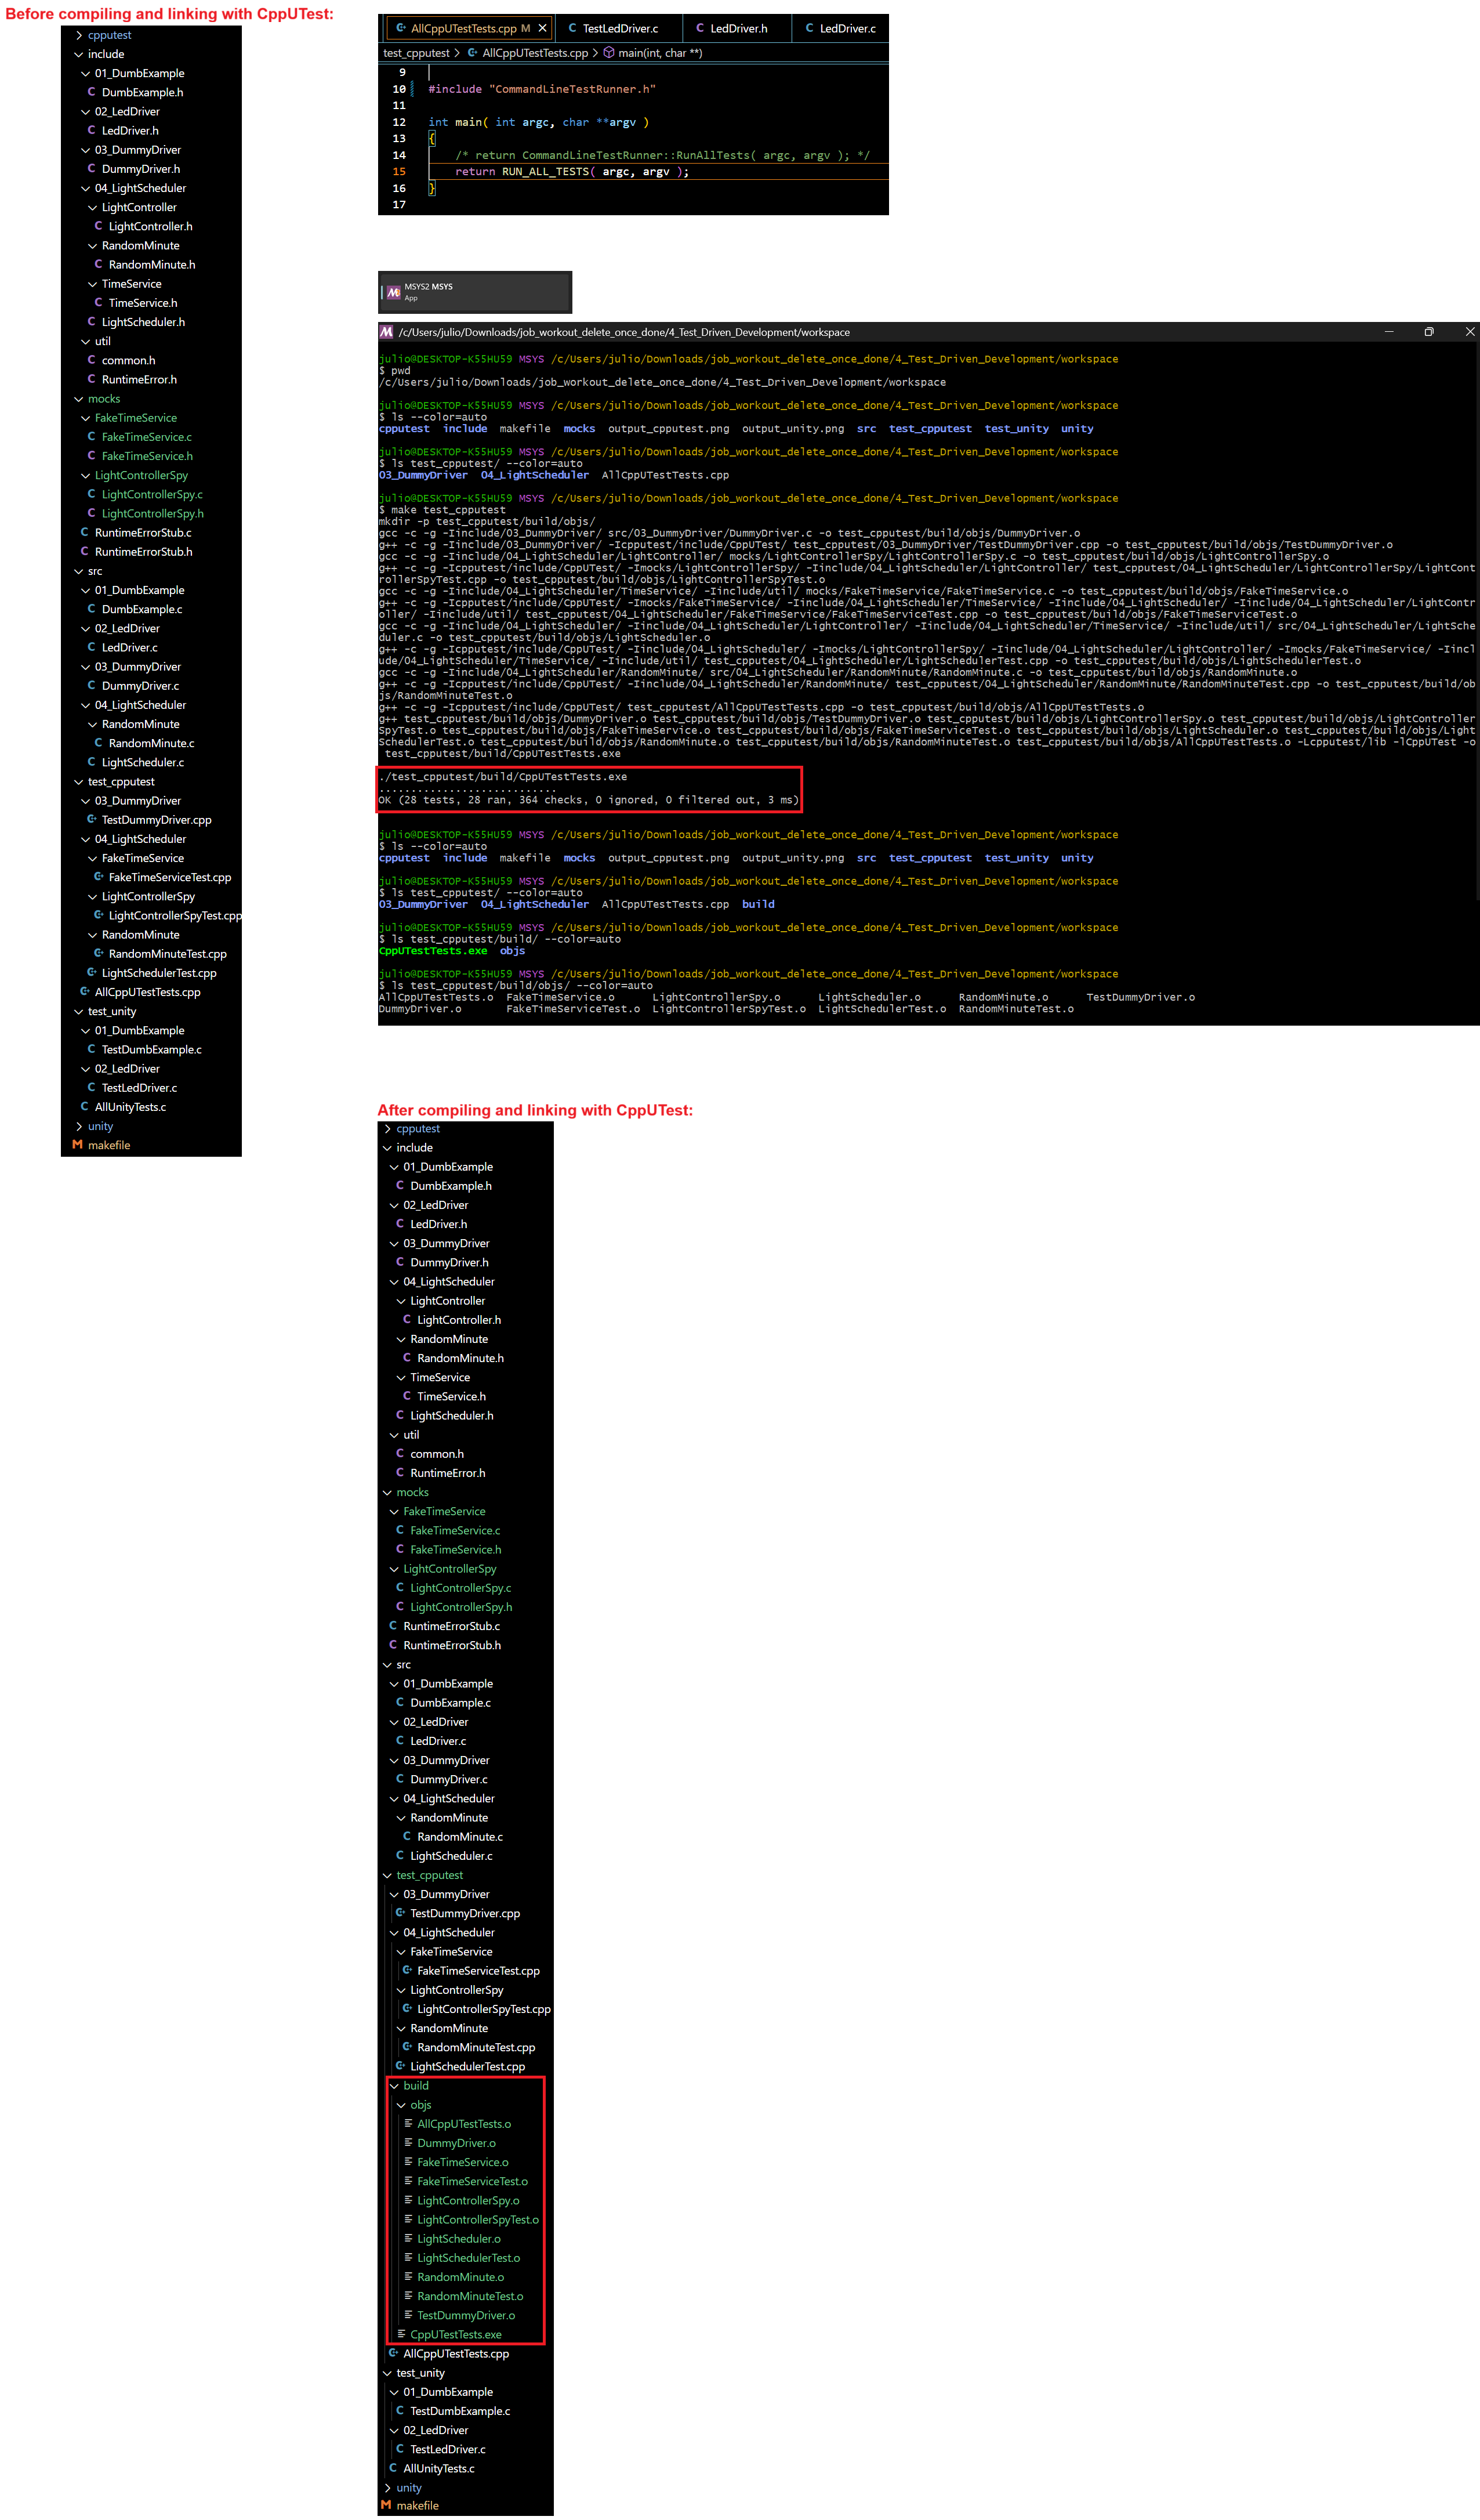 Before compiling and linking with CppUTest:
cpputest
include
01_DumbExample
DumbExample.h
02_LedDriver
LedDriver.h
03_DummyDriver
DummyDriver.h
04_LightScheduler
LightController
LightController.h
RandomMinute
RandomMinute.h
TimeService
TimeService.h
LightScheduler.h
util
common.h
RuntimeError.h
mocks
FakeTimeService
FakeTimeService.c
FakeTimeService.h
LightControllerSpy
LightControllerSpy.c
LightControllerSpy.h
RuntimeErrorStub.c
RuntimeErrorStub.h
src
01_DumbExample
DumbExample.c
02_LedDriver
LedDriver.c
03_DummyDriver
DummyDriver.c
04_LightScheduler
RandomMinute
RandomMinute.c
LightScheduler.c
test_cpputest
03_DummyDriver
TestDummyDriver.cpp
04_LightScheduler
FakeTimeService
FakeTimeServiceTest.cpp
LightControllerSpy
LightControllerSpyTest.cpp
RandomMinute
RandomMinuteTest.cpp
LightSchedulerTest.cpp
AllCppUTestTests.cpp
test_unity
01_DumbExample
TestDumbExample.c
02_LedDriver
TestLedDriver.c
AllUnityTests.c
unity
makefile
AllCppUTestTests.cpp M TestLedDriver.c LedDriver.h LedDriver.c
test_cpputest > AllCppUTestTests.cpp > main(int, char **)
9
10 #include "CommandLineTestRunner.h"
11
12 int main( int argc, char **argv )
13 {
14 /* return CommandLineTestRunner::RunAllTests( argc, argv ); */
15 return RUN_ALL_TESTS( argc, argv );
16 }
17
MSYS2 MSYS
App
/c/Users/julio/Downloads/job_workout_delete_once_done/4_Test_Driven_Development/workspace
julio@DESKTOP-K55HU59 MSYS /c/Users/julio/Downloads/job_workout_delete_once_done/4_Test_Driven_Development/workspace
$ pwd
/c/Users/julio/Downloads/job_workout_delete_once_done/4_Test_Driven_Development/workspace
julio@DESKTOP-K55HU59 MSYS /c/Users/julio/Downloads/job_workout_delete_once_done/4_Test_Driven_Development/workspace
$ ls --color=auto
cpputest include makefile mocks output_cpputest.png output_unity.png src test_cpputest test_unity unity
julio@DESKTOP-K55HU59 MSYS /c/Users/julio/Downloads/job_workout_delete_once_done/4_Test_Driven_Development/workspace
$ ls test_cpputest/ --color=auto
03_DummyDriver 04_LightScheduler AllCppUTestTests.cpp
julio@DESKTOP-K55HU59 MSYS /c/Users/julio/Downloads/job_workout_delete_once_done/4_Test_Driven_Development/workspace
$ make test_cpputest
mkdir -p test_cpputest/build/objs/
gcc -c -g -Iinclude/03_DummyDriver/ src/03_DummyDriver/DummyDriver.c -o test_cpputest/build/objs/DummyDriver.o
g++ -c -g -Iinclude/03_DummyDriver/ -Icpputest/include/CppUTest/ test_cpputest/03_DummyDriver/TestDummyDriver.cpp -o test_cpputest/build/objs/TestDummyDriver.o
gcc -c -g -Iinclude/04_LightScheduler/LightController/ mocks/LightControllerSpy/LightControllerSpy.c -o test_cpputest/build/objs/LightControllerSpy.o
g++ -c -g -Icpputest/include/CppUTest/ -Imocks/LightControllerSpy/ -Iinclude/04_LightScheduler/LightController/ test_cpputest/04_LightScheduler/LightControllerSpy/LightCont
rollerSpyTest.cpp -o test_cpputest/build/objs/LightControllerSpyTest.o
gcc -c -g -Iinclude/04_LightScheduler/TimeService/ -Iinclude/util/ mocks/FakeTimeService/FakeTimeService.c -o test_cpputest/build/objs/FakeTimeService.o
g++ -c -g -Icpputest/include/CppUTest/ -Imocks/FakeTimeService/ -Iinclude/04_LightScheduler/TimeService/ -Iinclude/04_LightScheduler/ -Iinclude/04_LightScheduler/LightContr
oller/ -Iinclude/util/ test_cpputest/04_LightScheduler/FakeTimeService/FakeTimeServiceTest.cpp -o test_cpputest/build/objs/FakeTimeServiceTest.o
gcc -c -g -Iinclude/04_LightScheduler/ -Iinclude/04_LightScheduler/LightController/ -Iinclude/04_LightScheduler/TimeService/ -Iinclude/util/ src/04_LightScheduler/LightSche
duler.c -o test_cpputest/build/objs/LightScheduler.o
g++ -c -g -Icpputest/include/CppUTest/ -Iinclude/04_LightScheduler/ -Imocks/LightControllerSpy/ -Iinclude/04_LightScheduler/LightController/ -Imocks/FakeTimeService/ -Iincl
ude/04_LightScheduler/TimeService/ -Iinclude/util/ test_cpputest/04_LightScheduler/LightSchedulerTest.cpp -o test_cpputest/build/objs/LightSchedulerTest.o
gcc -c -g -Iinclude/04_LightScheduler/RandomMinute/ src/04_LightScheduler/RandomMinute/RandomMinute.c -o test_cpputest/build/objs/RandomMinute.o
g++ -c -g -Icpputest/include/CppUTest/ -Iinclude/04_LightScheduler/RandomMinute/ test_cpputest/04_LightScheduler/RandomMinute/RandomMinuteTest.cpp -o test_cpputest/build/ob
js/RandomMinuteTest.o
g++ -c -g -Icpputest/include/CppUTest/ test_cpputest/AllCppUTestTests.cpp -o test_cpputest/build/objs/AllCppUTestTests.o
g++ test_cpputest/build/objs/DummyDriver.o test_cpputest/build/objs/TestDummyDriver.o test_cpputest/build/objs/LightControllerSpy.o test_cpputest/build/objs/LightController
SpyTest.o test_cpputest/build/objs/FakeTimeService.o test_cpputest/build/objs/FakeTimeServiceTest.o test_cpputest/build/objs/LightScheduler.o test_cpputest/build/objs/Light
SchedulerTest.o test_cpputest/build/objs/RandomMinute.o test_cpputest/build/objs/RandomMinuteTest.o test_cpputest/build/objs/AllCppUTestTests.o -Lcpputest/lib -lCppUTest -o
test_cpputest/build/CppUTestTests.exe
./test_cpputest/build/CppUTestTests.exe
............................
OK (28 tests, 28 ran, 364 checks, 0 ignored, 0 filtered out, 3 ms)
julio@DESKTOP-K55HU59 MSYS /c/Users/julio/Downloads/job_workout_delete_once_done/4_Test_Driven_Development/workspace
$ ls --color=auto
cpputest include makefile mocks output_cpputest.png output_unity.png src test_cpputest test_unity unity
julio@DESKTOP-K55HU59 MSYS /c/Users/julio/Downloads/job_workout_delete_once_done/4_Test_Driven_Development/workspace
$ ls test_cpputest/ --color=auto
03_DummyDriver 04_LightScheduler AllCppUTestTests.cpp build
julio@DESKTOP-K55HU59 MSYS /c/Users/julio/Downloads/job_workout_delete_once_done/4_Test_Driven_Development/workspace
$ ls test_cpputest/build/ --color=auto
CppUTestTests.exe objs
julio@DESKTOP-K55HU59 MSYS /c/Users/julio/Downloads/job_workout_delete_once_done/4_Test_Driven_Development/workspace
$ ls test_cpputest/build/objs/ --color=auto
AllCppUTestTests.o FakeTimeService.o LightControllerSpy.o LightScheduler.o RandomMinute.o TestDummyDriver.o
DummyDriver.o FakeTimeServiceTest.o LightControllerSpyTest.o LightSchedulerTest.o RandomMinuteTest.o
After compiling and linking with CppUTest:
cpputest
include
01_DumbExample
DumbExample.h
02_LedDriver
LedDriver.h
03_DummyDriver
DummyDriver.h
04_LightScheduler
LightController
LightController.h
RandomMinute
RandomMinute.h
TimeService
TimeService.h
LightScheduler.h
util
common.h
RuntimeError.h
mocks
FakeTimeService
FakeTimeService.c
FakeTimeService.h
LightControllerSpy
LightControllerSpy.c
LightControllerSpy.h
RuntimeErrorStub.c
RuntimeErrorStub.h
src
01_DumbExample
DumbExample.c
02_LedDriver
LedDriver.c
03_DummyDriver
DummyDriver.c
04_LightScheduler
RandomMinute
RandomMinute.c
LightScheduler.c
test_cpputest
03_DummyDriver
TestDummyDriver.cpp
04_LightScheduler
FakeTimeService
FakeTimeServiceTest.cpp
LightControllerSpy
LightControllerSpyTest.cpp
RandomMinute
RandomMinuteTest.cpp
LightSchedulerTest.cpp
build
objs
AllCppUTestTests.o
DummyDriver.o
FakeTimeService.o
FakeTimeServiceTest.o
LightControllerSpy.o
LightControllerSpyTest.o
LightScheduler.o
LightSchedulerTest.o
RandomMinute.o
RandomMinuteTest.o
TestDummyDriver.o
CppUTestTests.exe
AllCppUTestTests.cpp
test_unity
01_DumbExample
TestDumbExample.c
02_LedDriver
TestLedDriver.c
AllUnityTests.c
unity
makefile